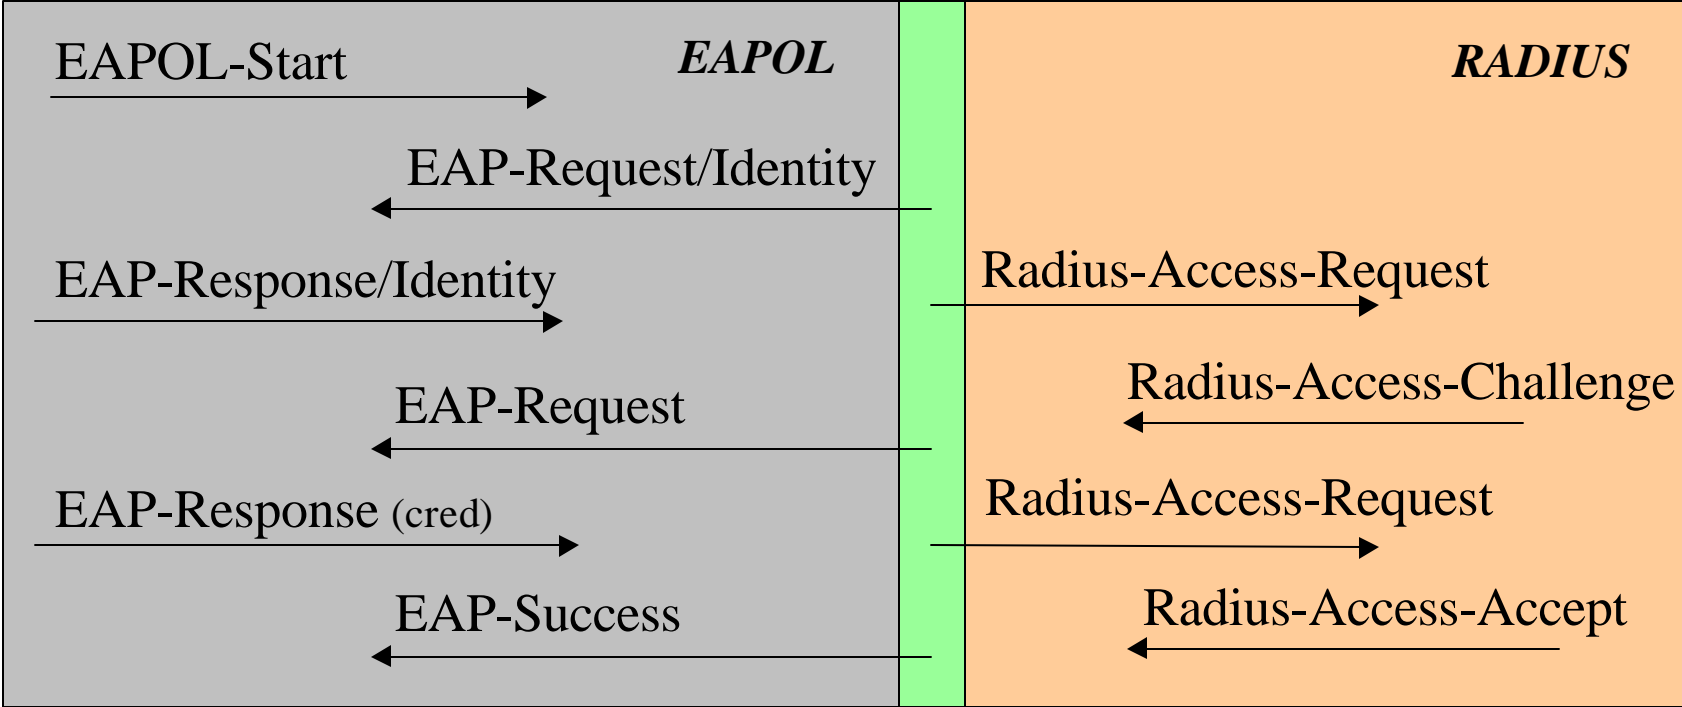 EAPOL-Start
EAPOL
RADIUS
EAP-Request/Identity
EAP-Response/Identity
Radius-Access-Request
EAP-Request
Radius-Access-Challenge
EAP-Response (cred)
Radius-Access-Request
EAP-Success
Radius-Access-Accept